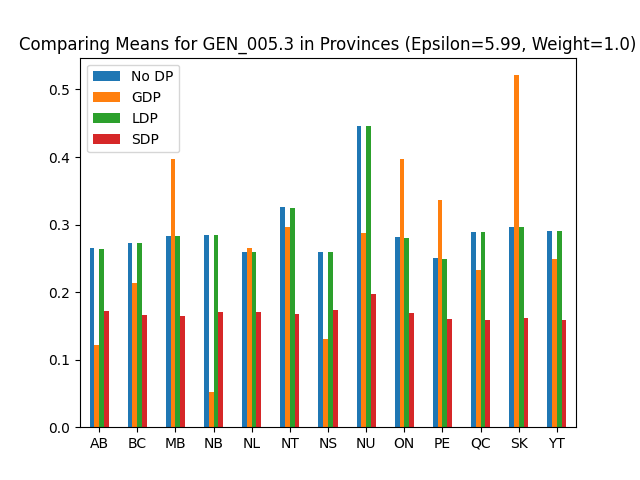 Comparing Means for GEN_005.3 in Provinces (Epsilon=5.99, Weight=1.0)
No DP
GDP
LDP
SDP
0.5
0.4
0.3
0.2
0.1
0.0
AB BC MB NB NL NT NS NU ON PE QC SK YT